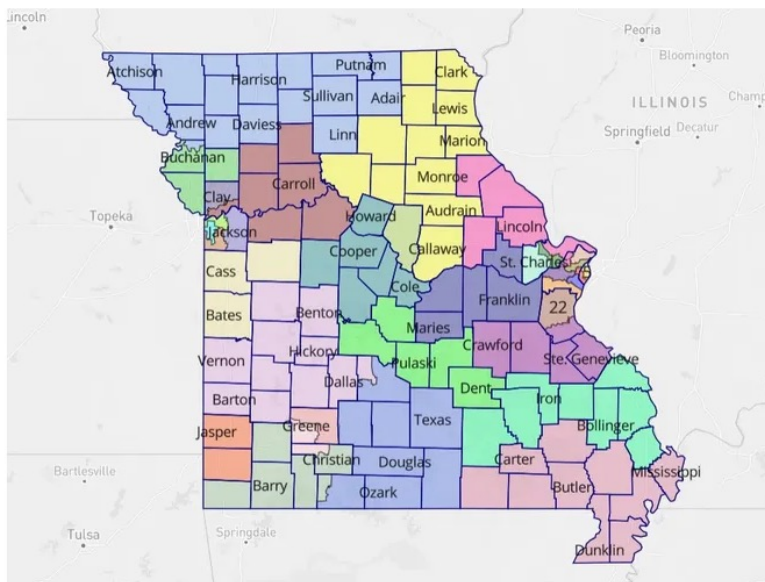 Lincoln
Peoria
Bloomington
ILLINOIS
Champ
Springfield
Decatur
Atchison
Harrison
Putnam
Clark
Sullivan
Adair
Lewis
Andrew
Daviess
Linn
Marion
Buchanan
Monroe
Carroll
Clay
Topeka
Howard
Audrain
Lincoln
Jackson
Cooper
Callaway
St. Charles
Cass
Cole
Franklin
22
Bates
Benton
Maries
Crawford
Hickory
Ste. Genevieve
Vernon
Pulaski
Dallas
Dent
Barton
Iron
Texas
Jasper
Greene
Bollinger
Christian
Douglas
Carter
Mississippi
Bartlesville
Barry
Ozark
Butler
Tulsa
Springdale
Dunklin